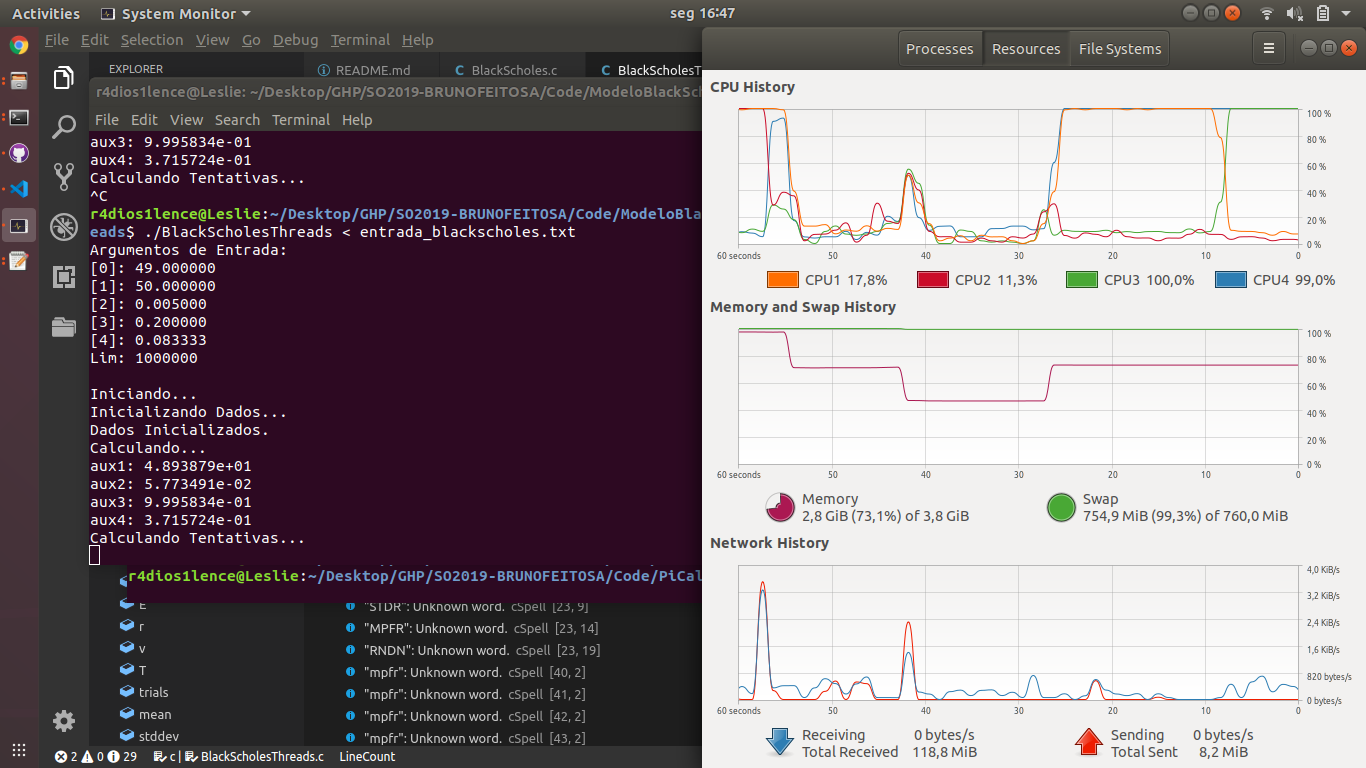 Activities System Monitor seg 16:47
File Edit Selection View Go Debug Terminal Help
EXPLORER README.md BlackScholes.c BlackScholesT
r4dios1lence@Leslie: ~/Desktop/GHP/SO2019-BRUNOFEITOSA/Code/ModeloBlackSch
File Edit View Search Terminal Help
aux3: 9.995834e-01
aux4: 3.715724e-01
Calculando Tentativas...
^C
r4dios1lence@Leslie:~/Desktop/GHP/SO2019-BRUNOFEITOSA/Code/ModeloBla
eads$ ./BlackScholesThreads < entrada_blackscholes.txt
Argumentos de Entrada:
[0]: 49.000000
[1]: 50.000000
[2]: 0.005000
[3]: 0.200000
[4]: 0.083333
Lim: 1000000
Iniciando...
Inicializando Dados...
Dados Inicializados.
Calculando...
aux1: 4.893879e+01
aux2: 5.773491e-02
aux3: 9.995834e-01
aux4: 3.715724e-01
Calculando Tentativas...
r4dios1lence@Leslie:~/Desktop/GHP/SO2019-BRUNOFEITOSA/Code/PiCal
E
r
v
T
trials
mean
stddev
"STDR": Unknown word. cSpell [23, 9]
"MPFR": Unknown word. cSpell [23, 14]
"RNDN": Unknown word. cSpell [23, 19]
"mpfr": Unknown word. cSpell [40, 2]
"mpfr": Unknown word. cSpell [41, 2]
"mpfr": Unknown word. cSpell [42, 2]
"mpfr": Unknown word. cSpell [43, 2]
2 0 29 c | BlackScholesThreads.c LineCount
Processes Resources File Systems
CPU History
100 %
80 %
60 %
40 %
20 %
0 %
60 seconds 50 40 30 20 10 0
CPU1 17,8% CPU2 11,3% CPU3 100,0% CPU4 99,0%
Memory and Swap History
100 %
80 %
60 %
40 %
20 %
0 %
60 seconds 50 40 30 20 10 0
Memory
2,8 GiB (73,1%) of 3,8 GiB
Swap
754,9 MiB (99,3%) of 760,0 MiB
Network History
4,0 KiB/s
3,2 KiB/s
2,4 KiB/s
1,6 KiB/s
820 bytes/s
0 bytes/s
60 seconds 50 40 30 20 10 0
Receiving 0 bytes/s
Total Received 118,8 MiB
Sending 0 bytes/s
Total Sent 8,2 MiB